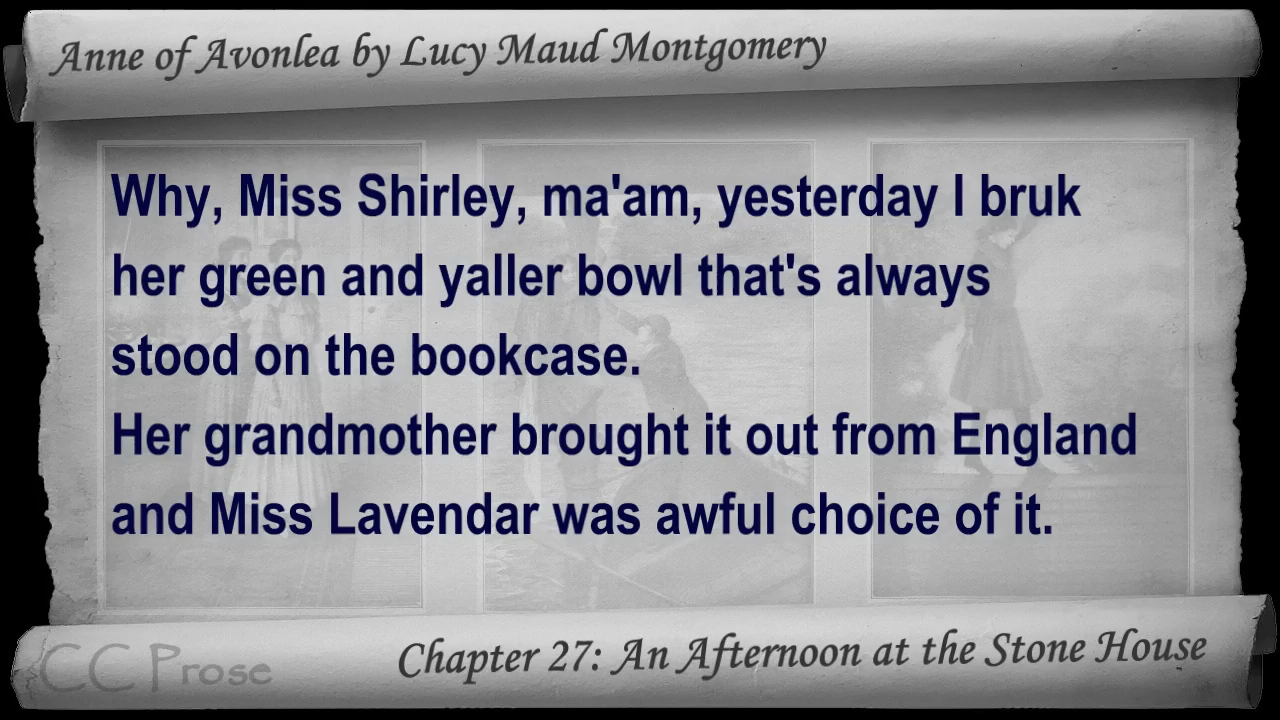 Anne of Avonlea by Lucy Maud Montgomery
Why, Miss Shirley, ma'am, yesterday I bruk
her green and yaller bowl that's always
stood on the bookcase.
Her grandmother brought it out from England
and Miss Lavendar was awful choice of it.
CC Prose
Chapter 27: An Afternoon at the Stone House